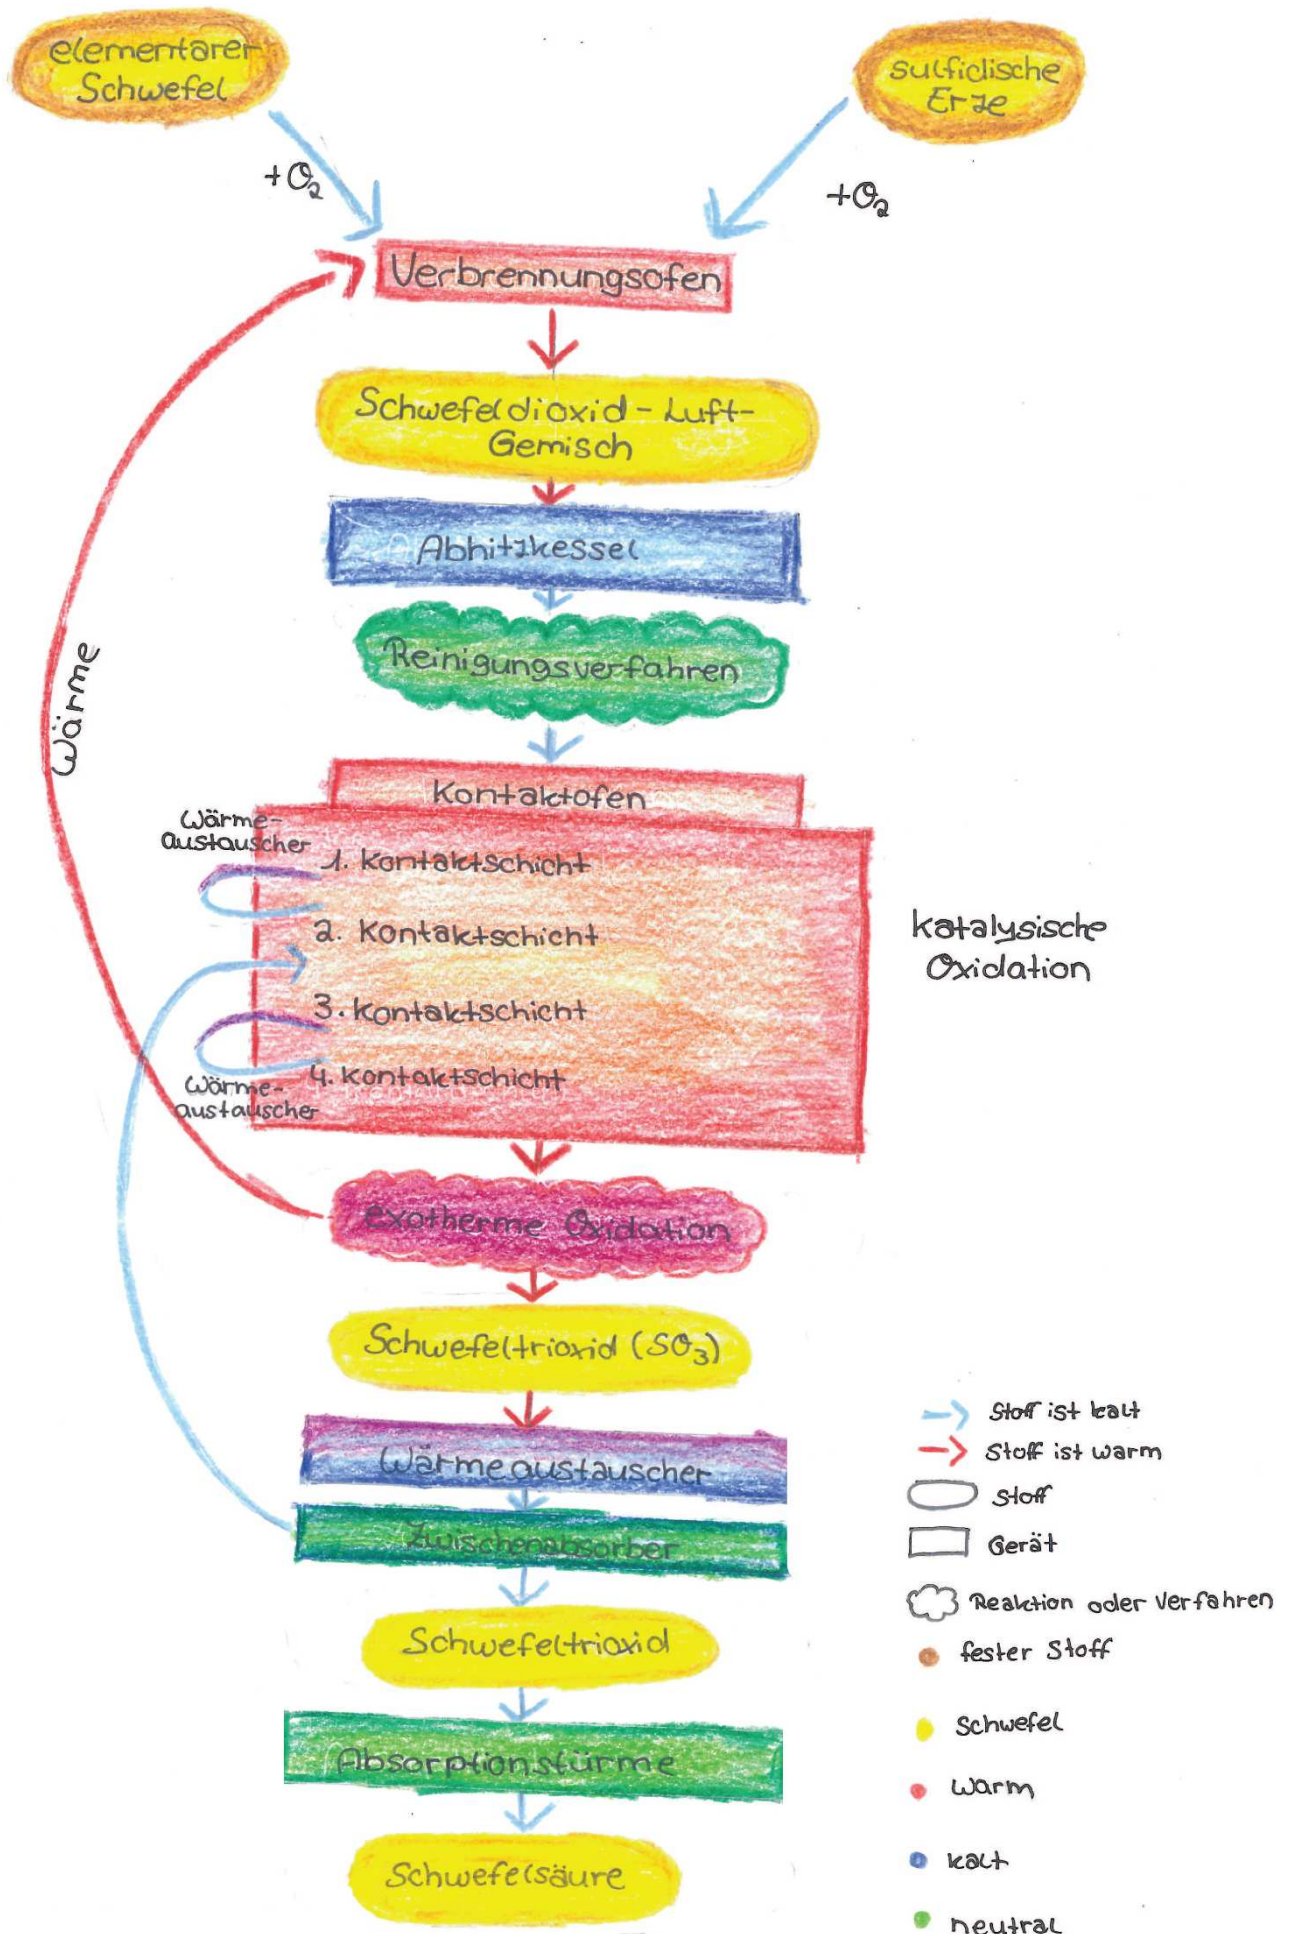 elementarer
Schwefel
sulfidische
Erze
+O₂
+O₂
Verbrennungsofen
Schwefeldioxid-Luft-
Gemisch
Abhitzkessel
Reinigungsverfahren
Wärme
Kontaktofen
Wärme-
austauscher
1. Kontaktschicht
2. Kontaktschicht
3. Kontaktschicht
4. Kontaktschicht
Wärme-
austauscher
katalysische
Oxidation
exotherme Oxidation
Schwefeltrioxid (SO₃)
Wärmeaustauscher
Zwischenabsorber
Schwefeltrioxid
Absorptionstürme
Schwefelsäure
Stoff ist kalt
Stoff ist warm
Stoff
Gerät
Reaktion oder Verfahren
fester Stoff
Schwefel
warm
kalt
neutral